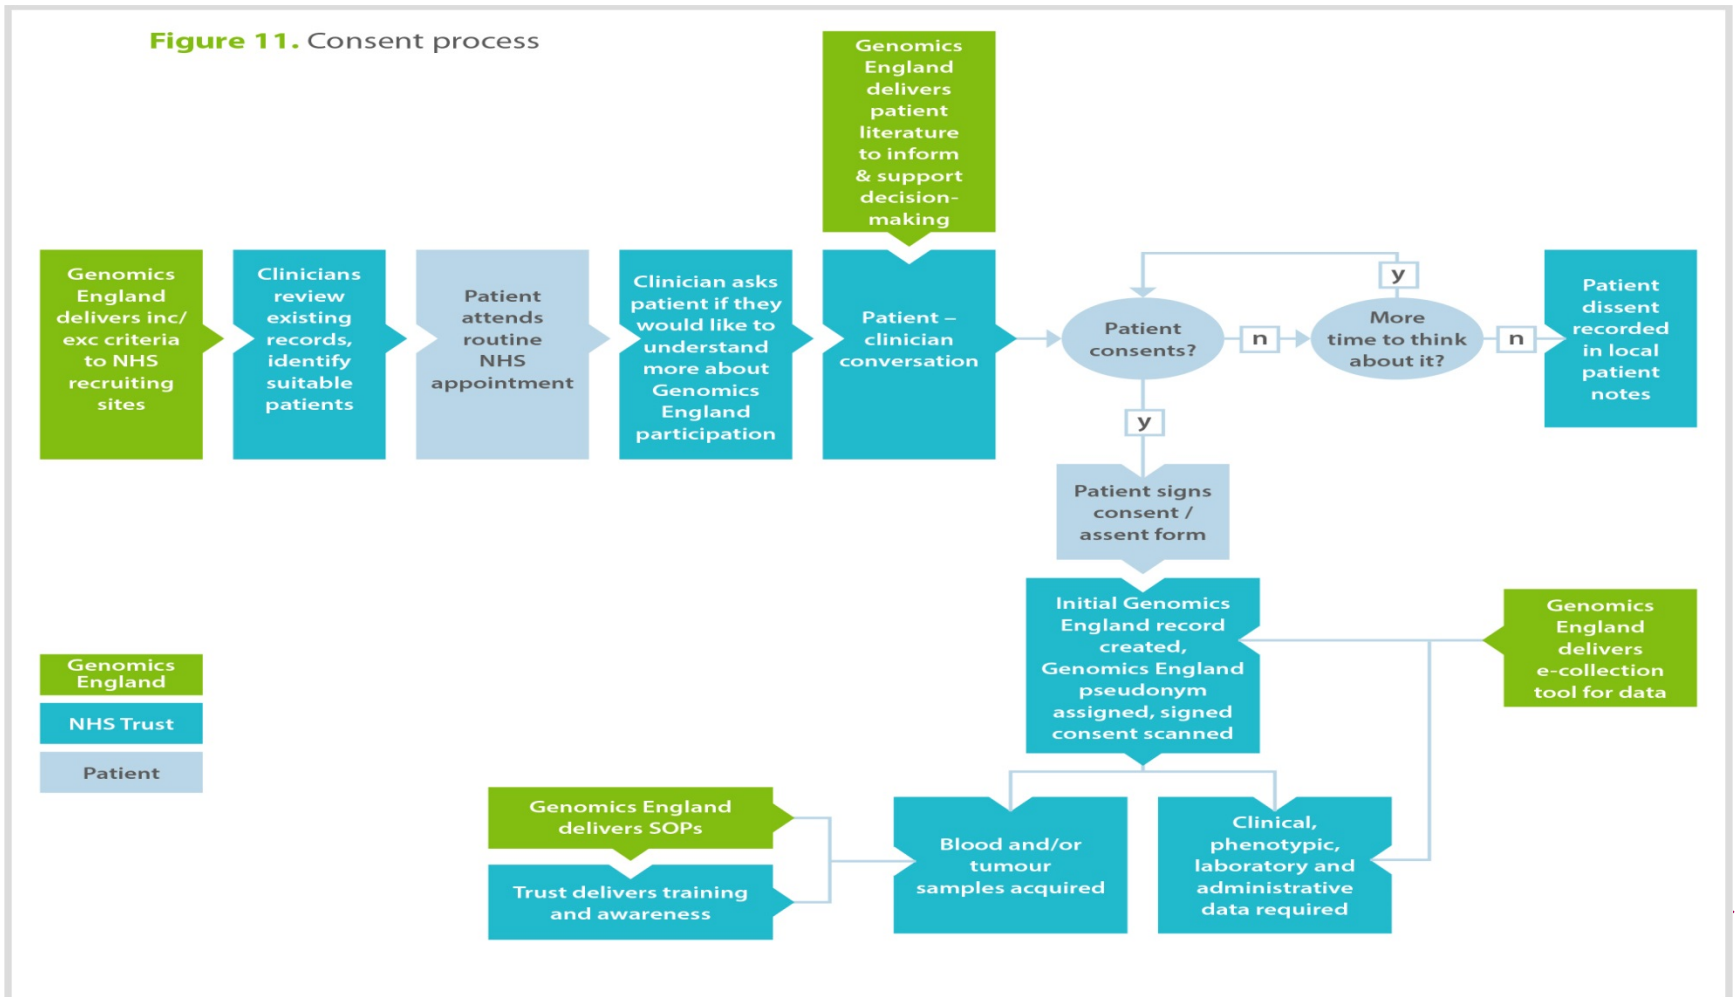 Figure 11. Consent process
Genomics
England
delivers
patient
literature
to inform
& support
decision-
making
Genomics
England
delivers inc/
exc criteria
to NHS
recruiting
sites
Clinicians
review
existing
records,
identify
suitable
patients
Patient
attends
routine
NHS
appointment
Clinician asks
patient if they
would like to
understand
more about
Genomics
England
participation
Patient –
clinician
conversation
Patient
consents?
n
y
More
time to think
about it?
n
Patient
dissent
recorded
in local
patient
notes
y
Patient signs
consent /
assent form
Initial Genomics
England record
created,
Genomics England
pseudonym
assigned, signed
consent scanned
Genomics
England
delivers
e-collection
tool for data
Genomics
England
NHS Trust
Patient
Genomics England
delivers SOPs
Trust delivers training
and awareness
Blood and/or
tumour
samples acquired
Clinical,
phenotypic,
laboratory and
administrative
data required